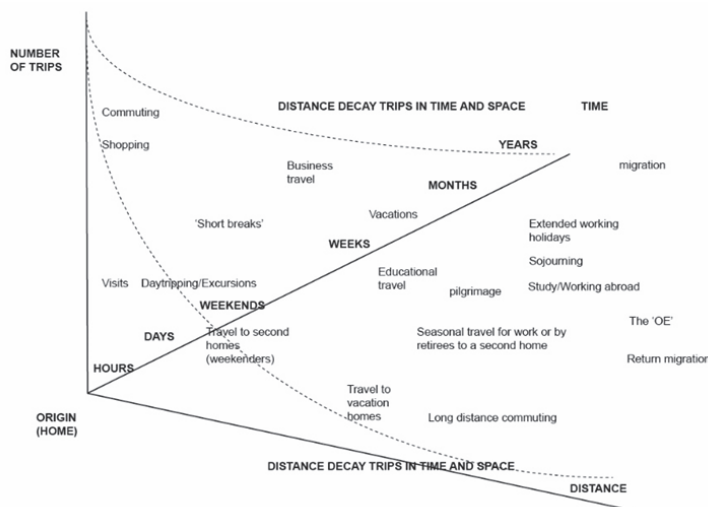 NUMBER
OF TRIPS
Commuting
DISTANCE DECAY TRIPS IN TIME AND SPACE
TIME
Shopping
YEARS
Business
travel
migration
MONTHS
Vacations
'Short breaks'
Extended working
holidays
WEEKS
Sojourning
Educational
travel
Visits
Daytripping/Excursions
pilgrimage
Study/Working abroad
WEEKENDS
The 'OE'
DAYS
Travel to second
homes
(weekenders)
Seasonal travel for work or by
retirees to a second home
Return migration
HOURS
Travel to
vacation
homes
ORIGIN
(HOME)
Long distance commuting
DISTANCE DECAY TRIPS IN TIME AND SPACE
DISTANCE